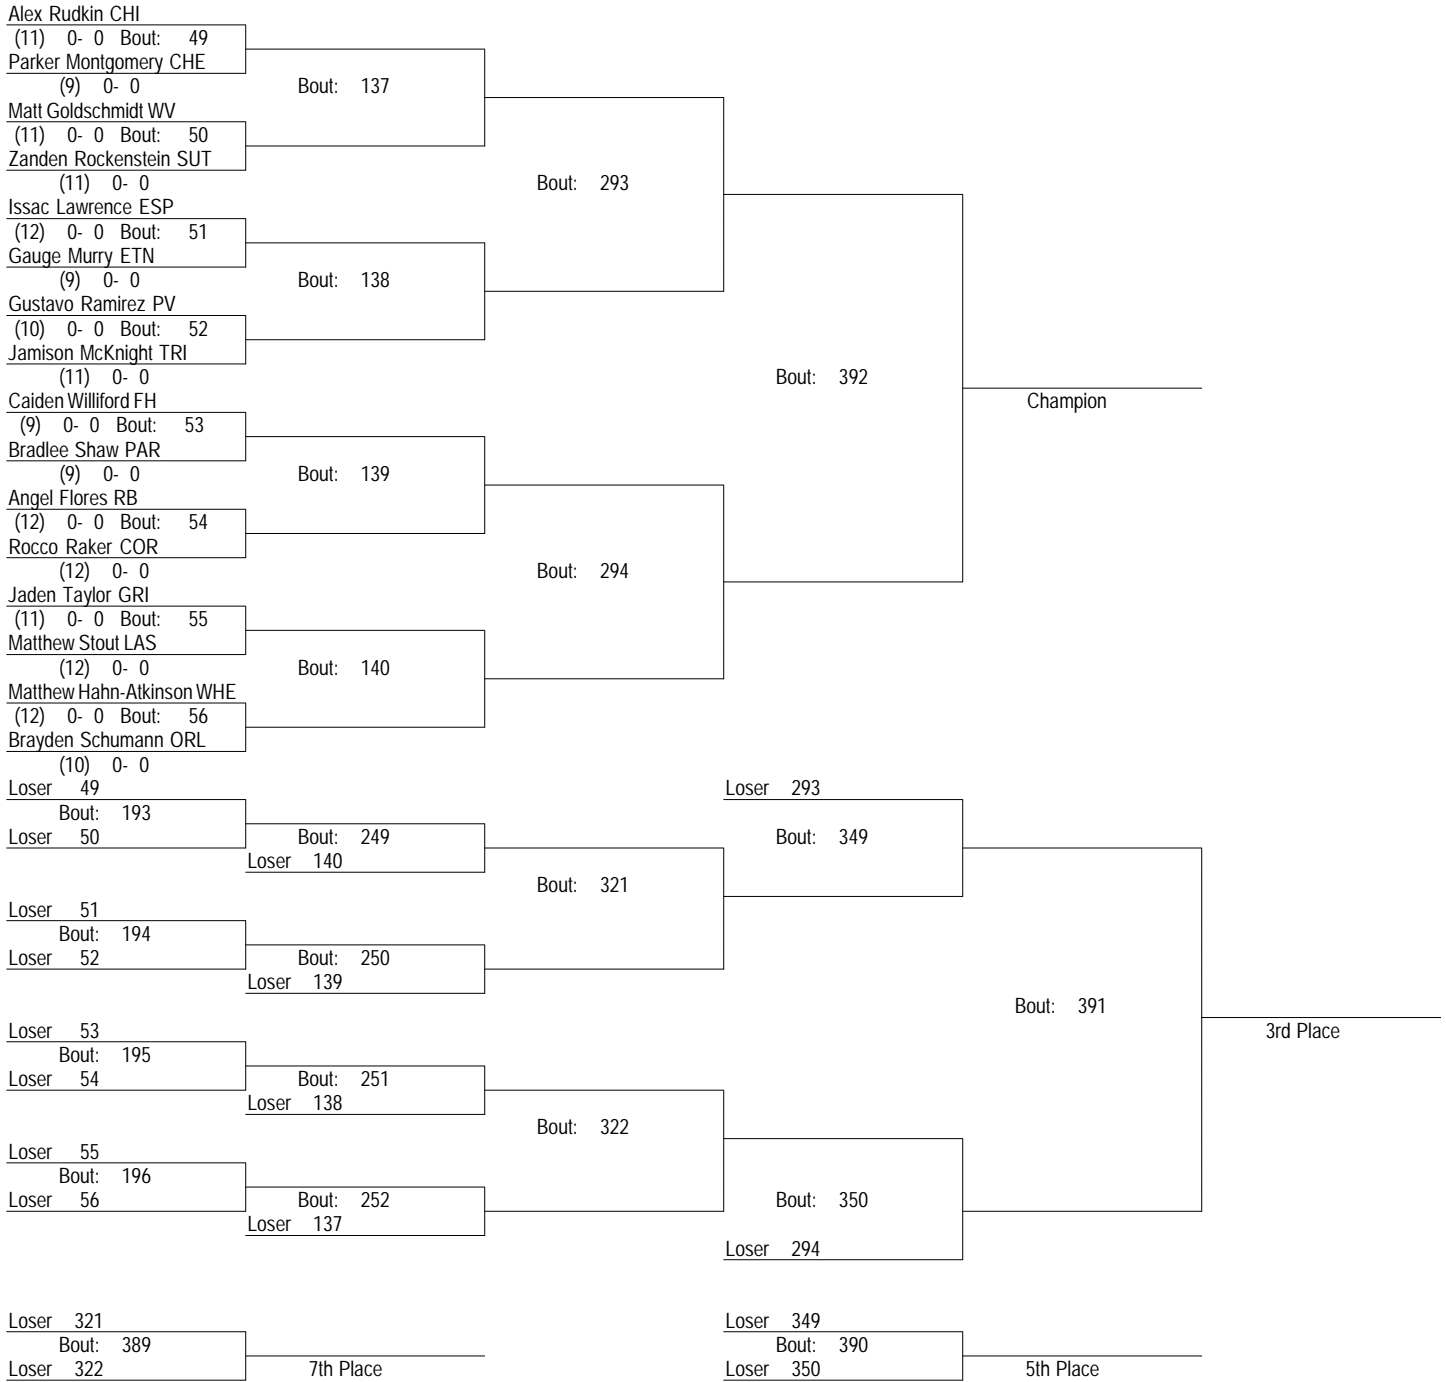 Alex Rudkin CHI
(11) 0- 0 Bout: 49
Parker Montgomery CHE
(9) 0- 0
Bout: 137
Matt Goldschmidt WV
(11) 0- 0 Bout: 50
Zanden Rockenstein SUT
(11) 0- 0
Bout: 293
Issac Lawrence ESP
(12) 0- 0 Bout: 51
Gauge Murry ETN
(9) 0- 0
Bout: 138
Gustavo Ramirez PV
(10) 0- 0 Bout: 52
Jamison McKnight TRI
(11) 0- 0
Bout: 392
Caiden Williford FH
Champion
(9) 0- 0 Bout: 53
Bradlee Shaw PAR
(9) 0- 0
Bout: 139
Angel Flores RB
(12) 0- 0 Bout: 54
Rocco Raker COR
(12) 0- 0
Bout: 294
Jaden Taylor GRI
(11) 0- 0 Bout: 55
Matthew Stout LAS
(12) 0- 0
Bout: 140
Matthew Hahn-Atkinson WHE
(12) 0- 0 Bout: 56
Brayden Schumann ORL
(10) 0- 0
Loser 49
Loser 293
Bout: 193
Loser 50
Bout: 249
Bout: 349
Loser 140
Bout: 321
Loser 51
Bout: 194
Loser 52
Bout: 250
Loser 139
Bout: 391
Loser 53
3rd Place
Bout: 195
Loser 54
Bout: 251
Loser 138
Bout: 322
Loser 55
Bout: 196
Loser 56
Bout: 252
Bout: 350
Loser 137
Loser 294
Loser 321
Loser 349
Bout: 389
Bout: 390
Loser 322
7th Place
Loser 350
5th Place